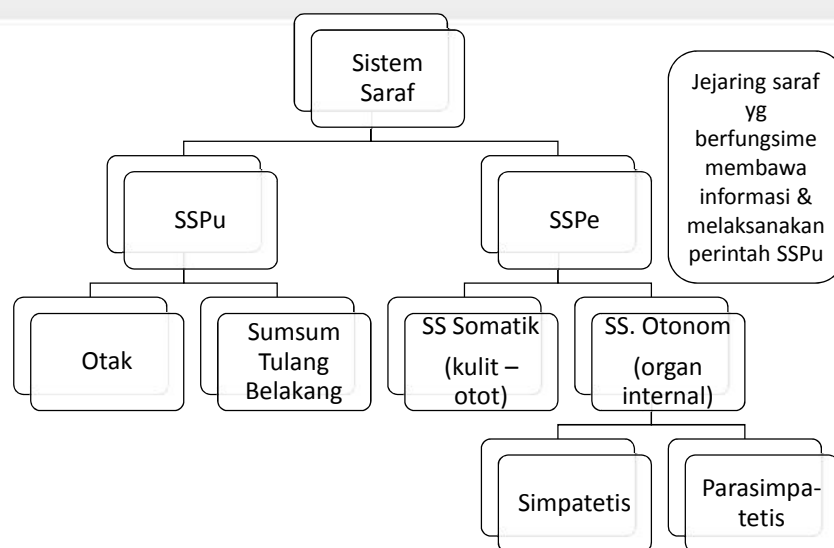 Sistem
Saraf
Jejaring saraf
yg
berfungsime
membawa
informasi &
melaksanakan
perintah SSPu
SSPu
SSPe
Otak
Sumsum
Tulang
Belakang
SS Somatik
(kulit –
otot)
SS. Otonom
(organ
internal)
Simpatetis
Parasimpa-
tetis